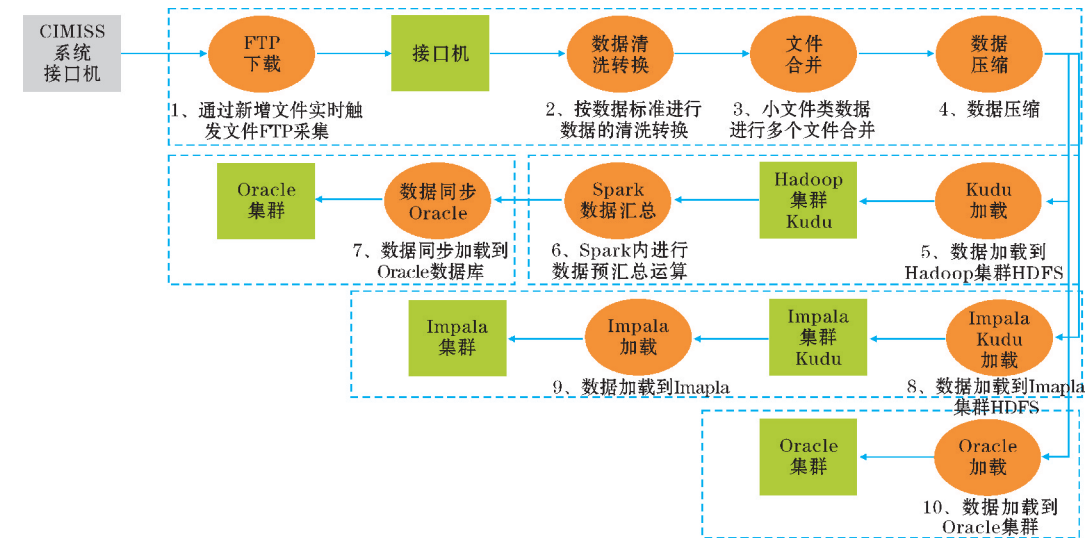 CIMISS
系统
接口机
FTP
下载
接口机
数据清
洗转换
文件
合并
数据
压缩
1、通过新增文件实时触
发文件FTP采集
2、按数据标准进行
数据的清洗转换
3、小文件类数据
进行多个文件合并
4、数据压缩
Oracle
集群
数据同步
Oracle
Spark
数据汇总
Hadoop
集群
Kudu
Kudu
加载
7、数据同步加载到
Oracle数据库
6、Spark内进行
数据预汇总运算
5、数据加载到
Hadoop集群HDFS
Impala
集群
Impala
加载
Impala
集群
Kudu
Impala
Kudu
加载
9、数据加载到Imapla
8、数据加载到Imapla
集群HDFS
Oracle
集群
Oracle
加载
10、数据加载到
Oracle集群